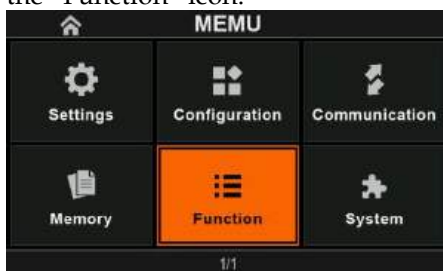 the "Function" icon.
MEMU
Settings Configuration Communication
Memory Function System
1/1